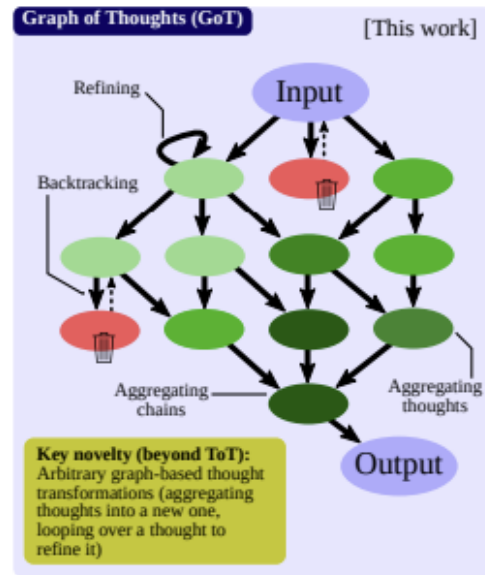 Graph of Thoughts (GoT)
[This work]
Refining
Input
Backtracking
Aggregating
chains
Aggregating
thoughts
Key novelty (beyond ToT):
Arbitrary graph-based thought
transformations (aggregating
thoughts into a new one,
looping over a thought to
refine it)
Output